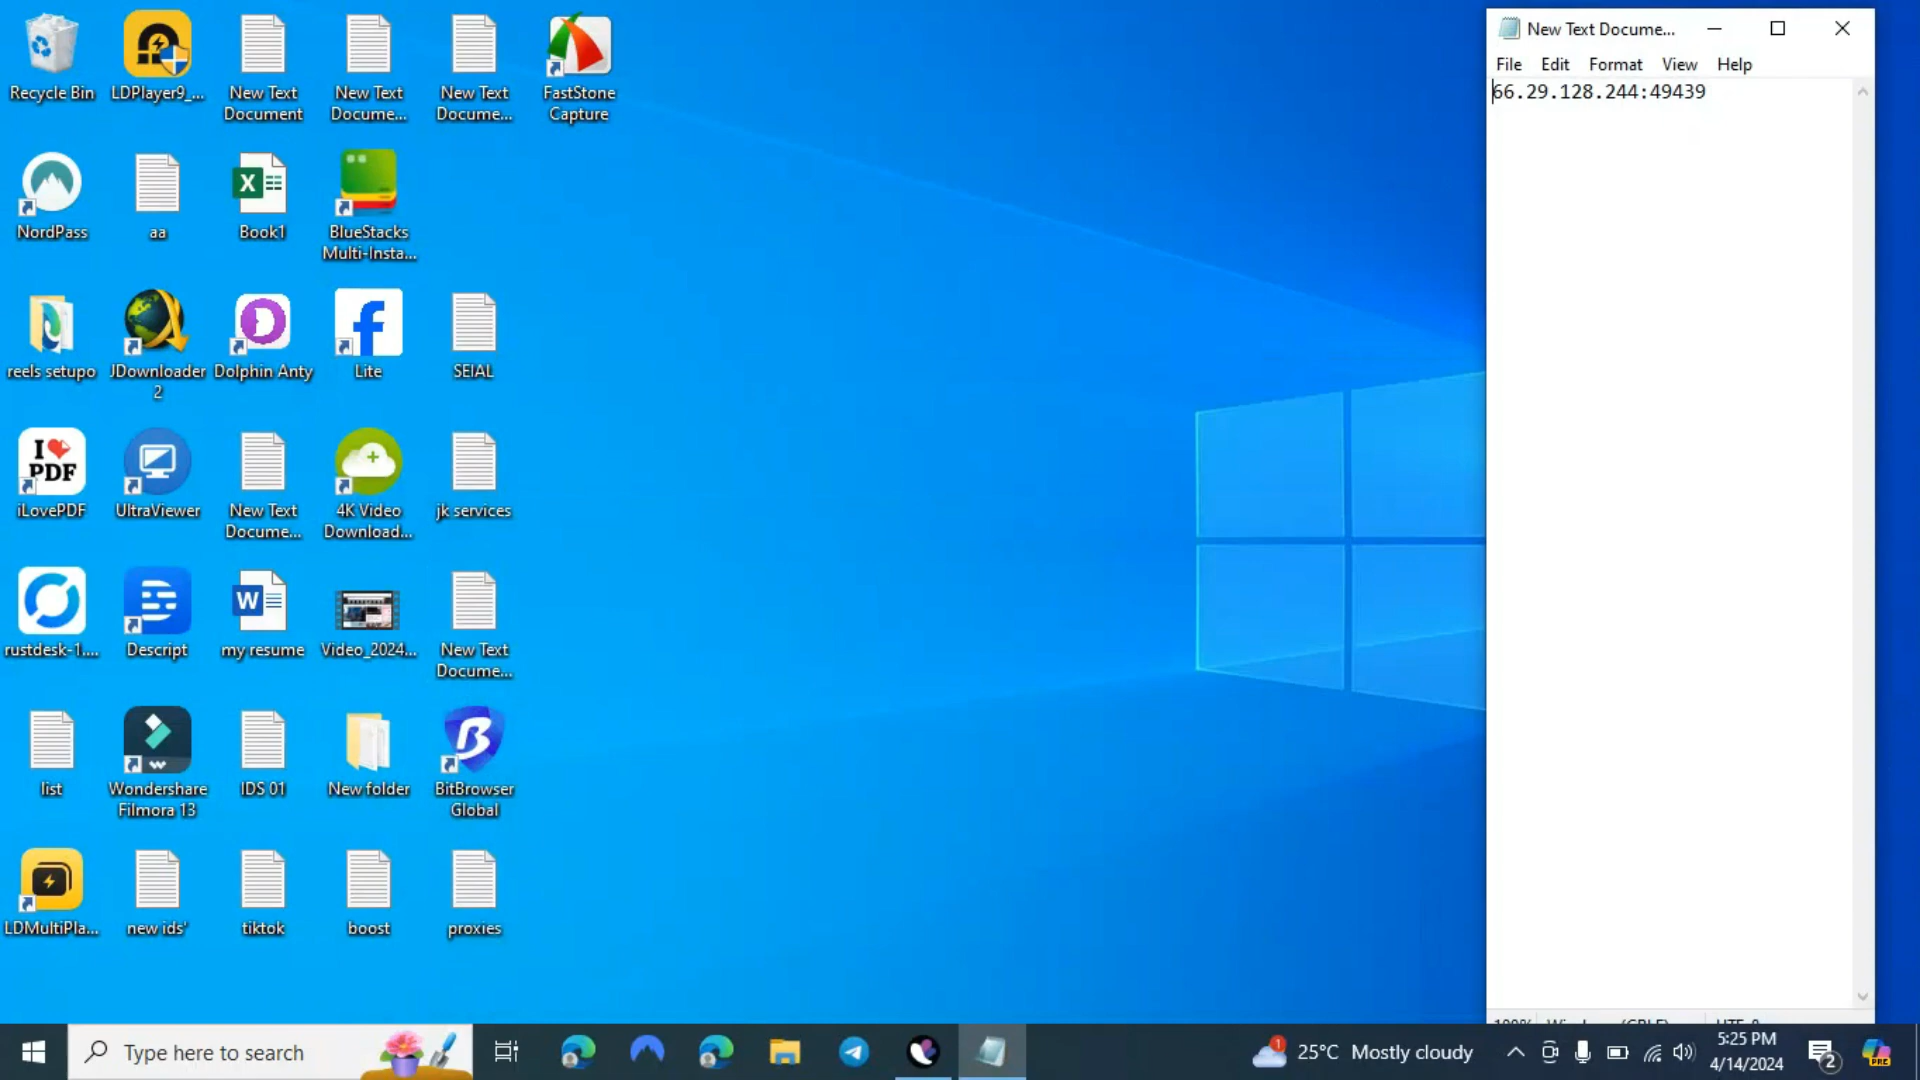 Recycle Bin
LDPlayer9_...
New Text
Document
New Text
Docume...
New Text
Docume...
FastStone
Capture
NordPass
aa
Book1
BlueStacks
Multi-Insta...
reels setupo
JDownloader
2
Dolphin Anty
Lite
SEIAL
I
PDF
iLovePDF
UltraViewer
New Text
Docume...
4K Video
Download...
jk services
rustdesk-1....
Descript
my resume
Video_2024...
New Text
Docume...
list
Wondershare
Filmora 13
IDS 01
New folder
BitBrowser
Global
LDMultiPla...
new ids'
tiktok
boost
proxies
New Text Docume...
File Edit Format View Help
66.29.128.244:49439
Type here to search
1
25°C Mostly cloudy
5:25 PM
4/14/2024
2
PRE